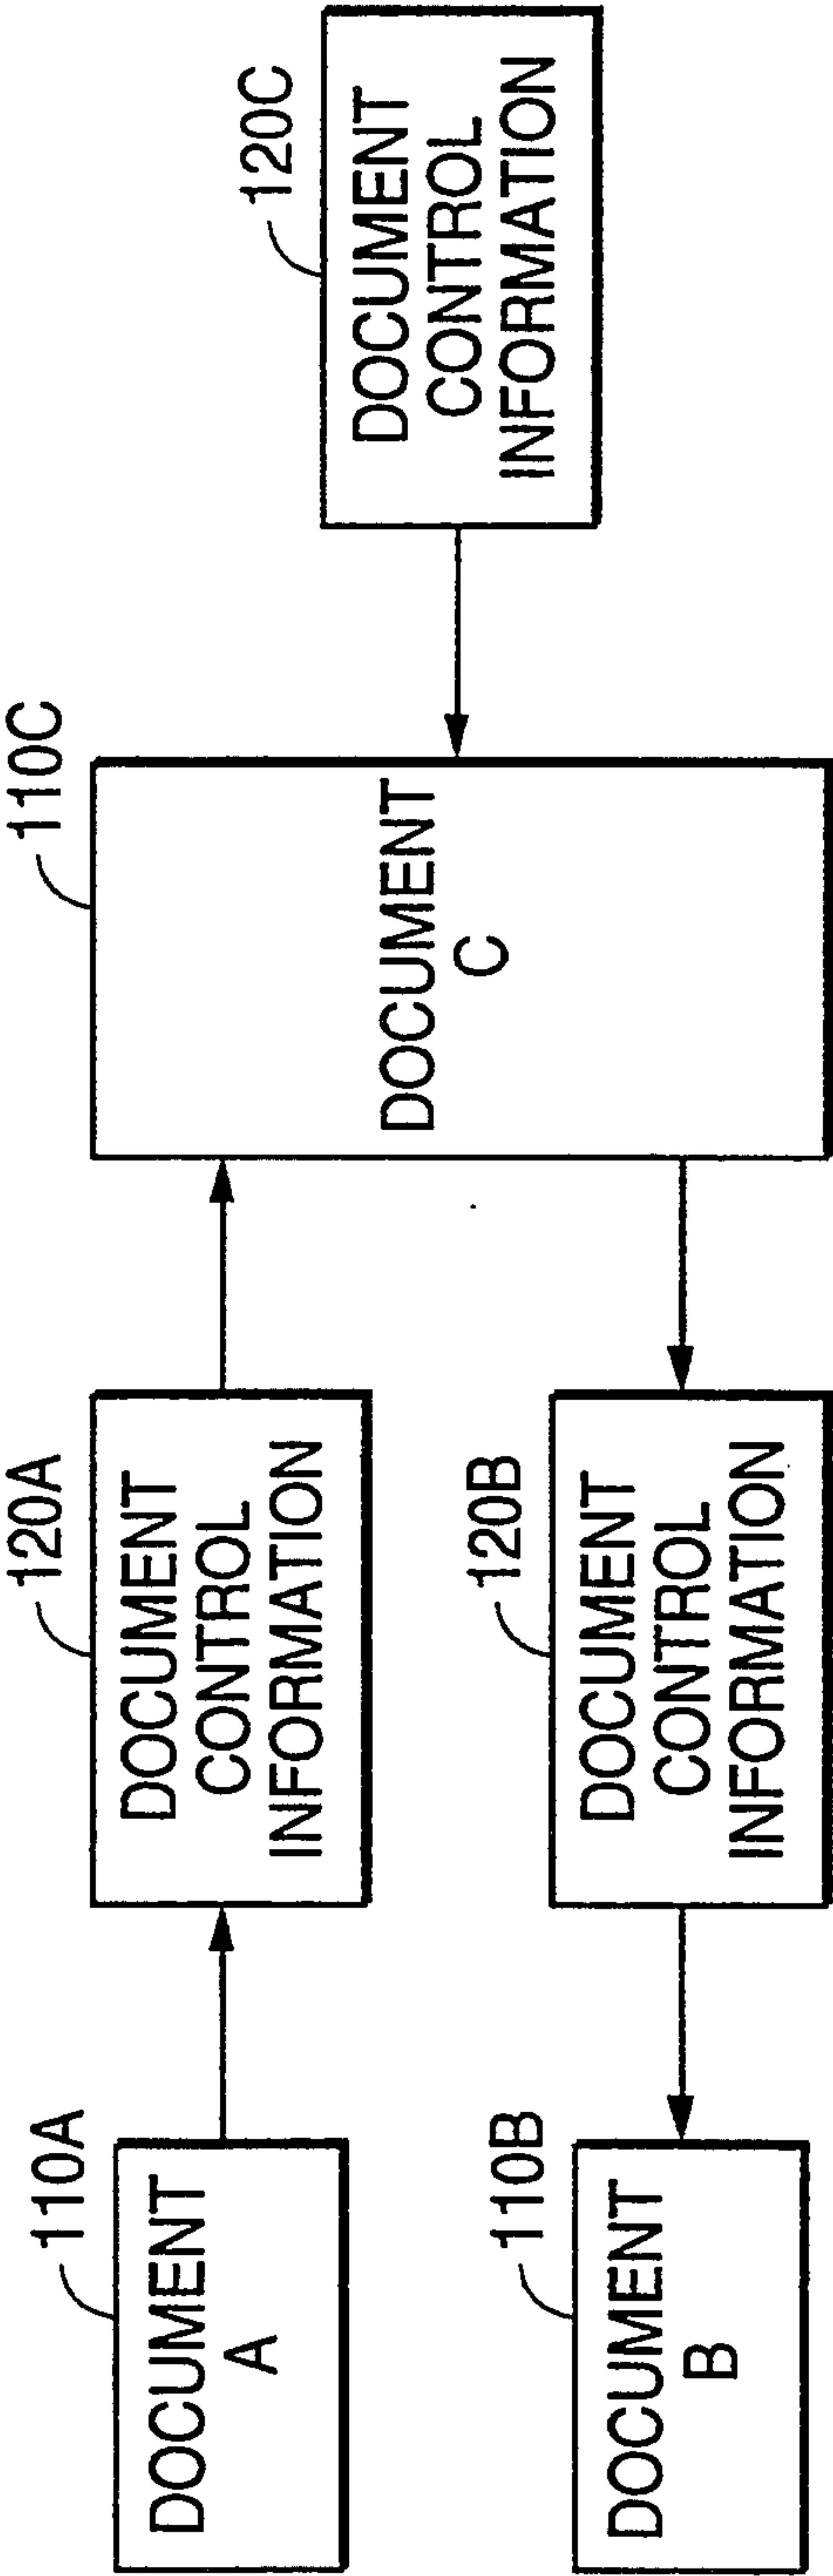 110A
DOCUMENT
A
120A
DOCUMENT
CONTROL
INFORMATION
110C
DOCUMENT
C
120C
DOCUMENT
CONTROL
INFORMATION
110B
DOCUMENT
B
120B
DOCUMENT
CONTROL
INFORMATION